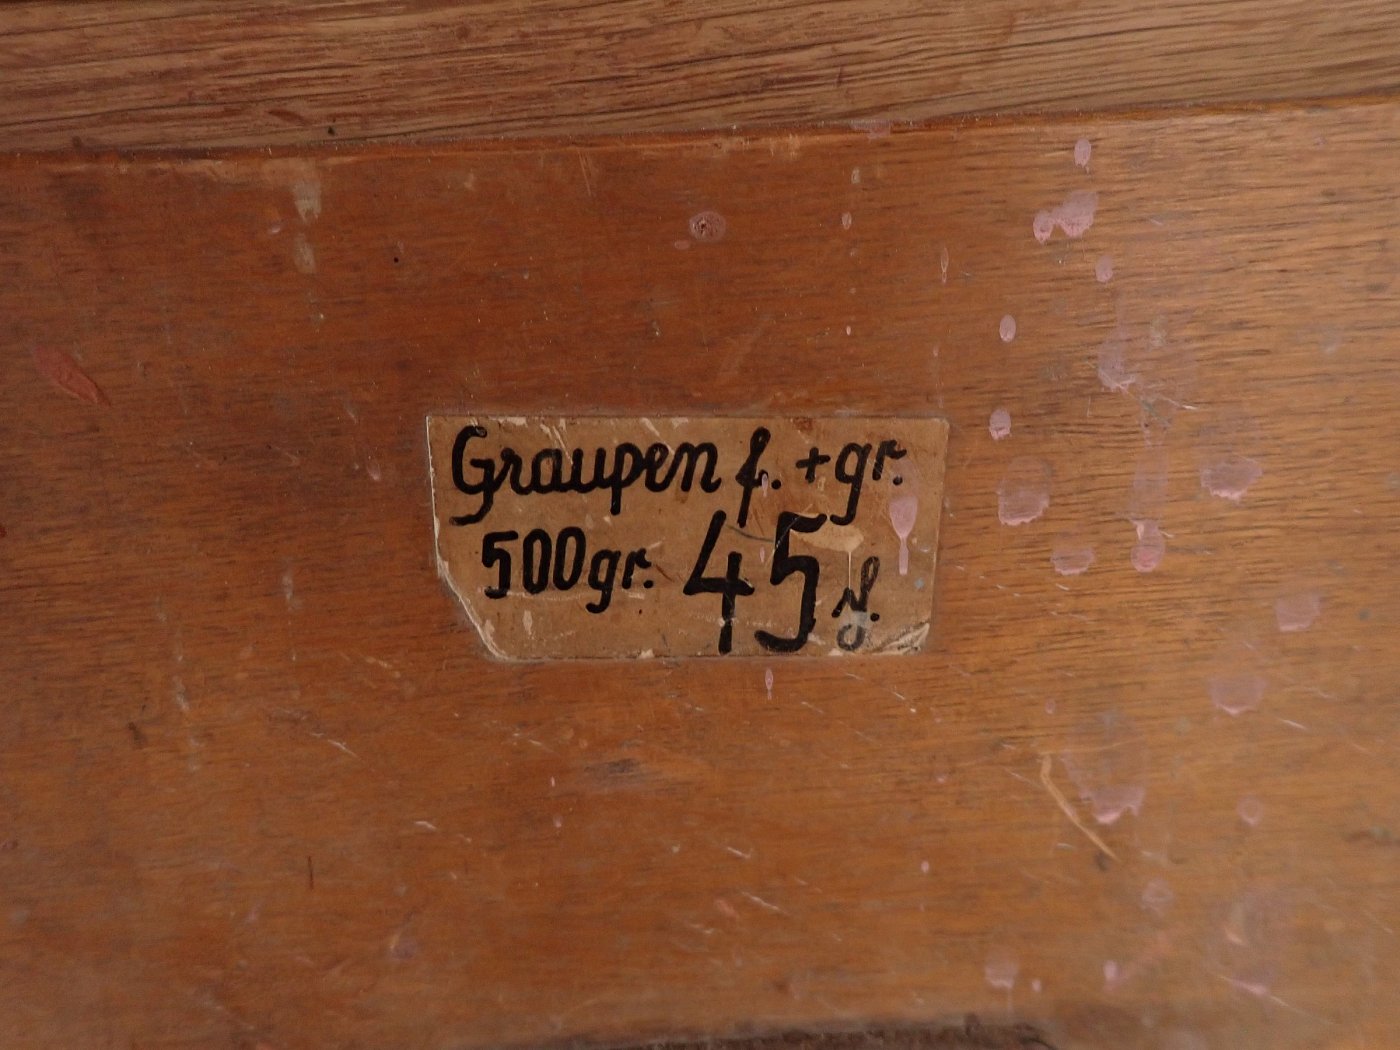 Graupen f. + gr.
500gr. 45 ₰.